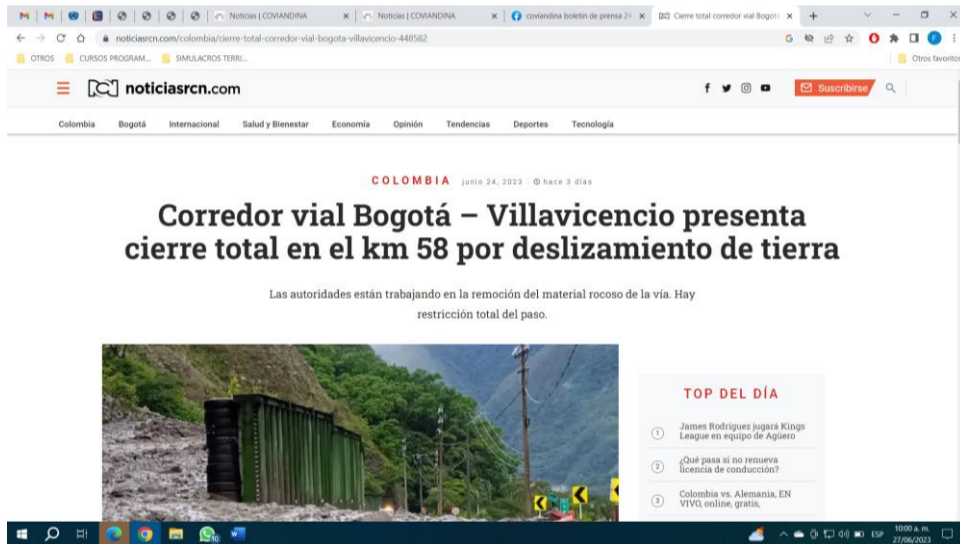 Noticias | COVIANDINA
Noticias | COVIANDINA
coviandina boletin de prensa 24
Cierre total corredor vial Bogotá
noticiasrcn.com/colombia/cierre-total-corredor-vial-bogota-villavicencio-448582
OTROS
CURSOS PROGRAM...
SIMULACROS TERRI...
Otros favoritos
noticiasrcn.com
Suscribirse
Colombia Bogotá Internacional Salud y Bienestar Economía Opinión Tendencias Deportes Tecnología
COLOMBIA junio 24, 2023 hace 3 días
Corredor vial Bogotá – Villavicencio presenta
cierre total en el km 58 por deslizamiento de tierra
Las autoridades están trabajando en la remoción del material rocoso de la vía. Hay
restricción total del paso.
TOP DEL DÍA
1 James Rodríguez jugará Kings
League en equipo de Agüero
2 ¿Qué pasa si no renueva
licencia de conducción?
3 Colombia vs. Alemania, EN
VIVO, online, gratis,
ESP
10:00 a. m.
27/06/2023